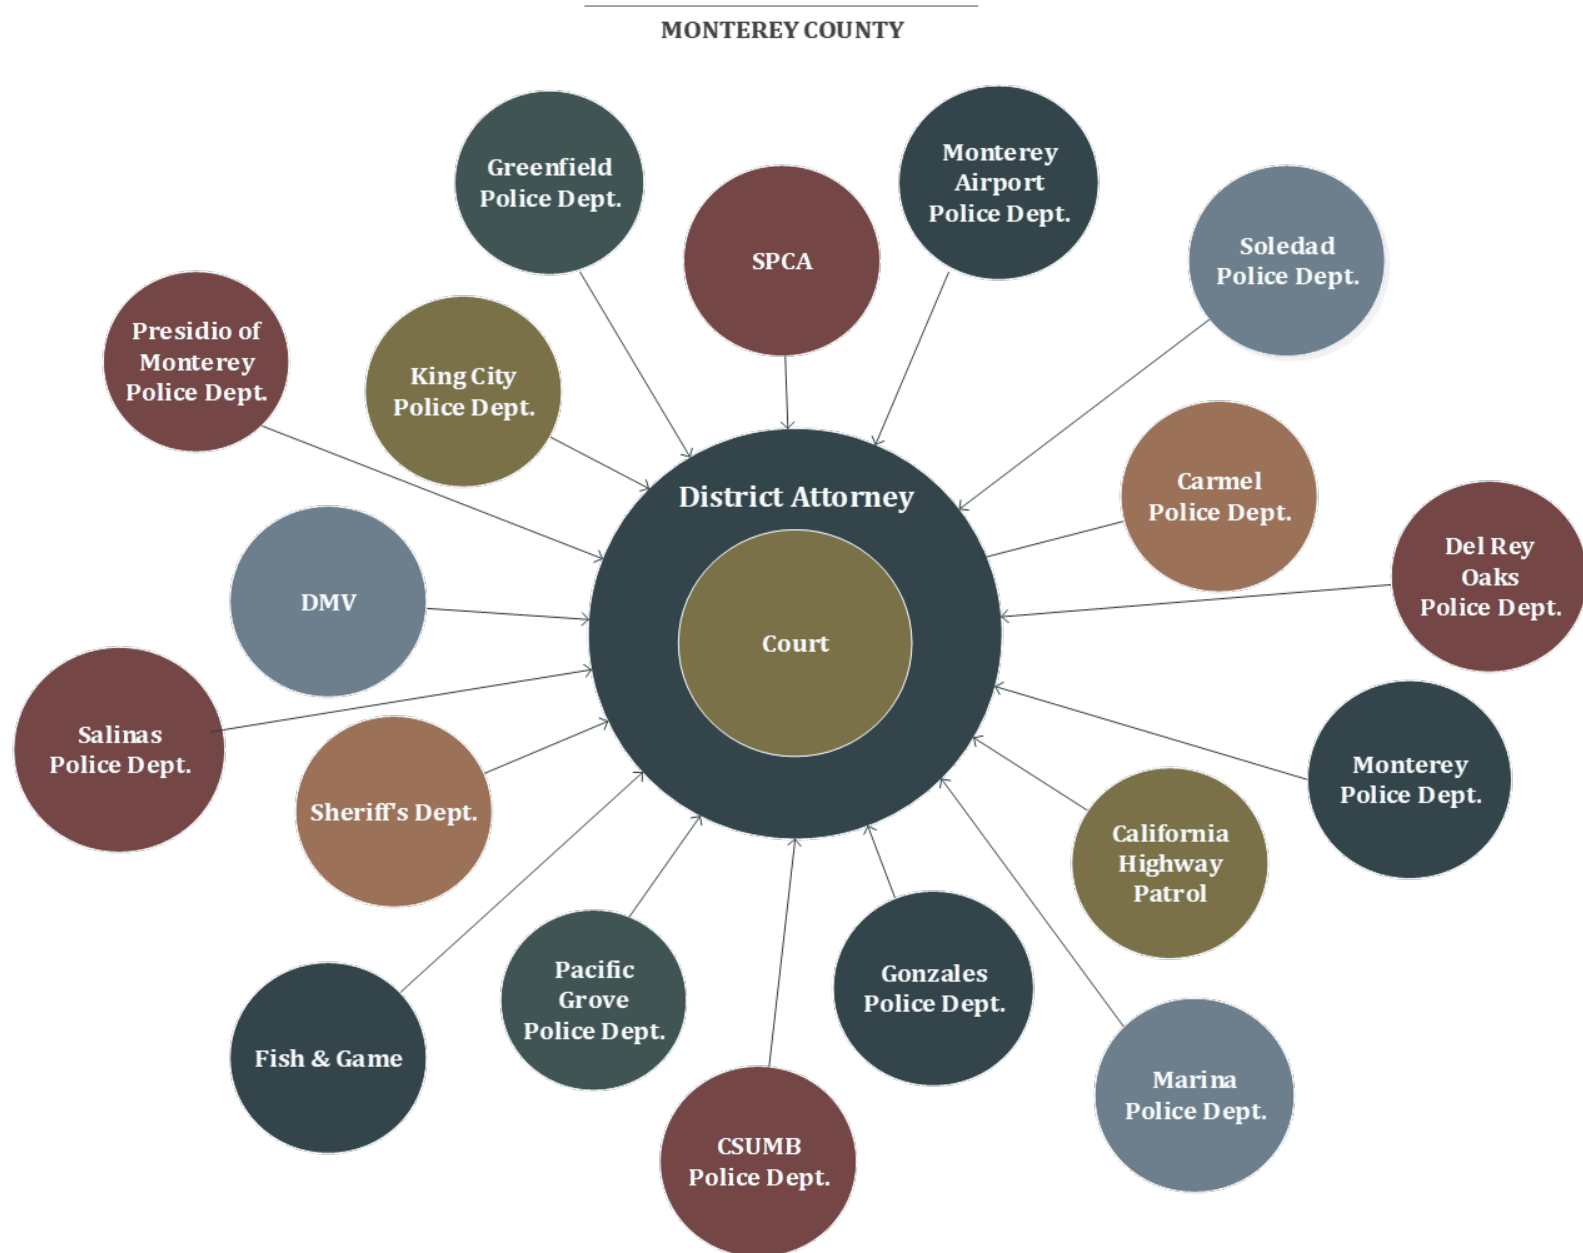 MONTEREY COUNTY
Greenfield
Police Dept.
SPCA
Monterey
Airport
Police Dept.
Soledad
Police Dept.
Presidio of
Monterey
Police Dept.
King City
Police Dept.
District Attorney
Carmel
Police Dept.
Del Rey
Oaks
Police Dept.
DMV
Court
Salinas
Police Dept.
Sheriff's Dept.
Monterey
Police Dept.
California
Highway
Patrol
Fish & Game
Pacific
Grove
Police Dept.
Gonzales
Police Dept.
Marina
Police Dept.
CSUMB
Police Dept.